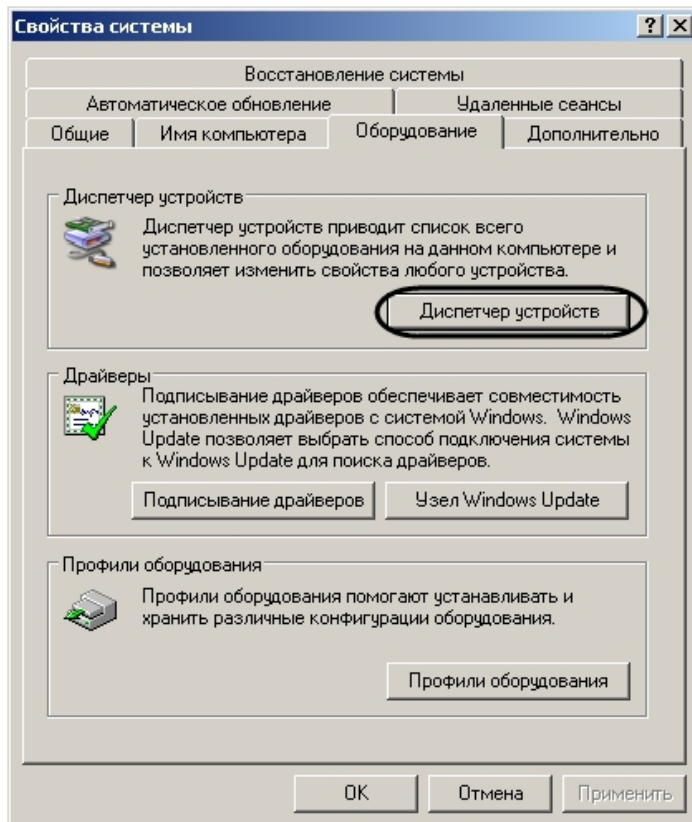 Свойства системы
Восстановление системы
Автоматическое обновление
Удаленные сеансы
Общие
Имя компьютера
Оборудование
Дополнительно
Диспетчер устройств
Диспетчер устройств приводит список всего
установленного оборудования на данном компьютере и
позволяет изменить свойства любого устройства.
Диспетчер устройств
Драйверы
Подписывание драйверов обеспечивает совместимость
установленных драйверов с системой Windows. Windows
Update позволяет выбрать способ подключения системы
к Windows Update для поиска драйверов.
Подписывание драйверов
Узел Windows Update
Профили оборудования
Профили оборудования помогают устанавливать и
хранить различные конфигурации оборудования.
Профили оборудования
OK
Отмена
Применить